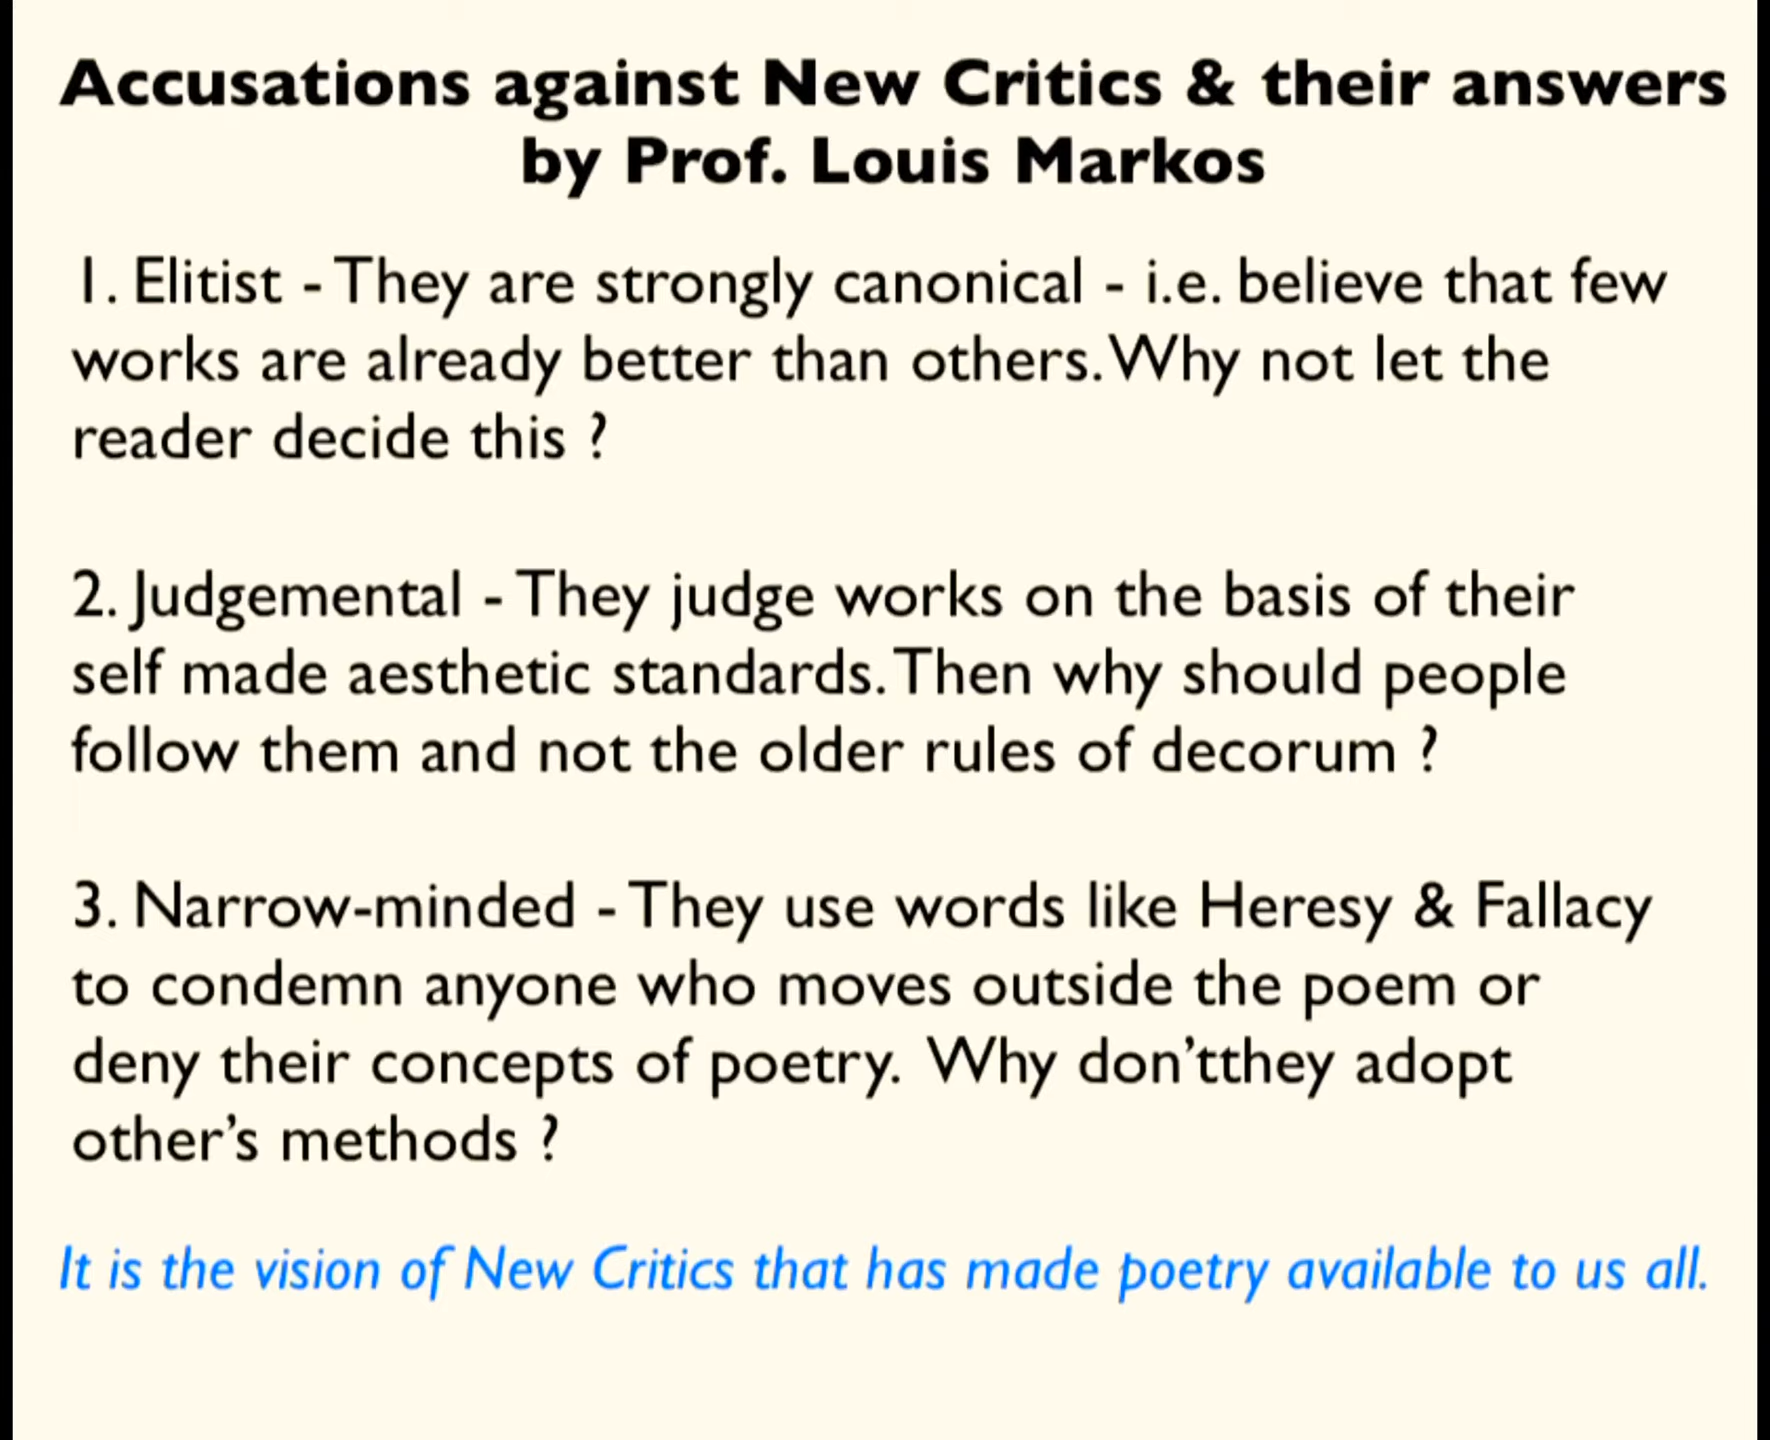 Accusations against New Critics & their answers
by Prof. Louis Markos
1. Elitist - They are strongly canonical - i.e. believe that few
works are already better than others. Why not let the
reader decide this ?
2. Judgemental - They judge works on the basis of their
self made aesthetic standards. Then why should people
follow them and not the older rules of decorum ?
3. Narrow-minded - They use words like Heresy & Fallacy
to condemn anyone who moves outside the poem or
deny their concepts of poetry. Why don'tthey adopt
other's methods ?
It is the vision of New Critics that has made poetry available to us all.